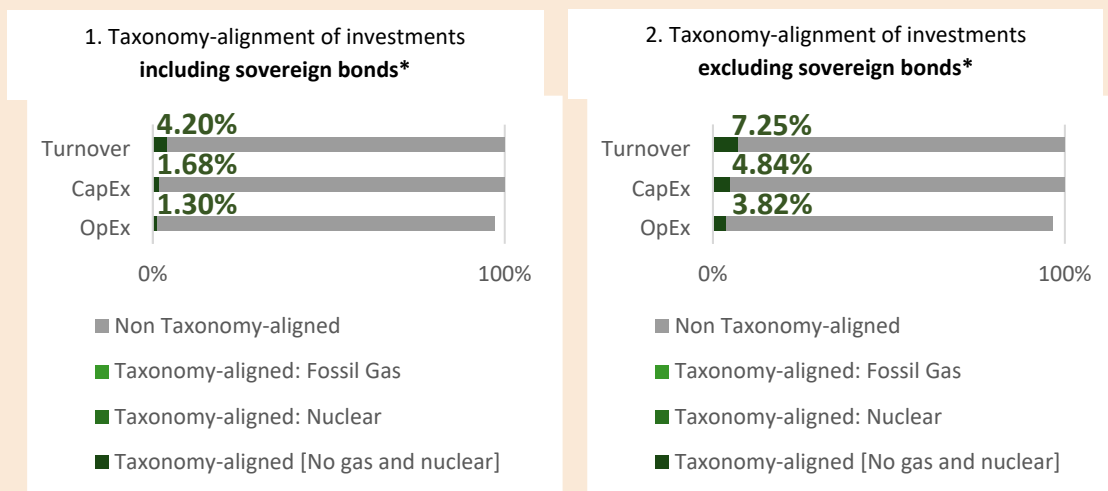 1. Taxonomy-alignment of investments
including sovereign bonds*
4.20%
Turnover
1.68%
CapEx
1.30%
OpEx
0%
100%
Non Taxonomy-aligned
Taxonomy-aligned: Fossil Gas
Taxonomy-aligned: Nuclear
Taxonomy-aligned [No gas and nuclear]
2. Taxonomy-alignment of investments
excluding sovereign bonds*
7.25%
Turnover
4.84%
CapEx
3.82%
OpEx
0%
100%
Non Taxonomy-aligned
Taxonomy-aligned: Fossil Gas
Taxonomy-aligned: Nuclear
Taxonomy-aligned [No gas and nuclear]